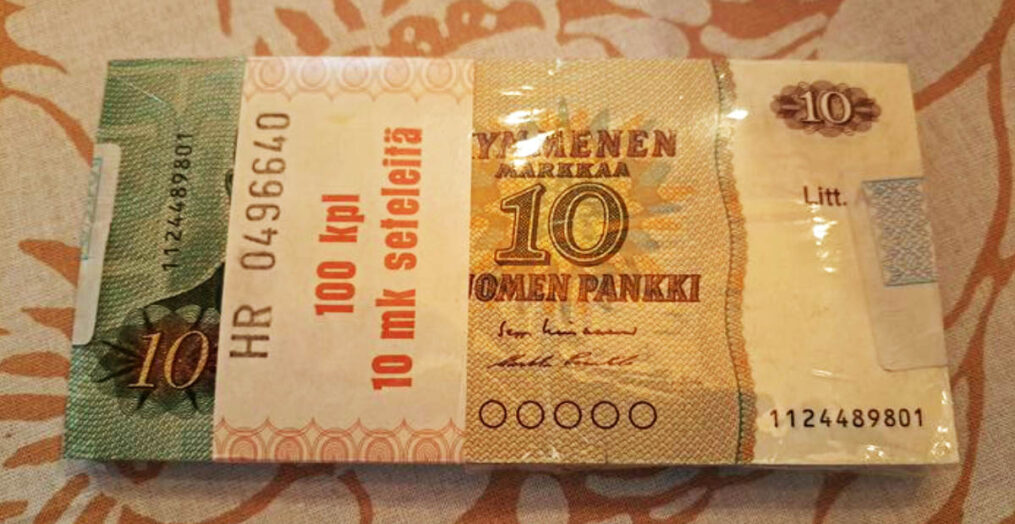 1124489801
10
HR 0496640
100 kpl
10 mk seteleitä
YMMENEN
MARKKAA
10
UOMEN PANKKI
10
Litt. A
1124489801